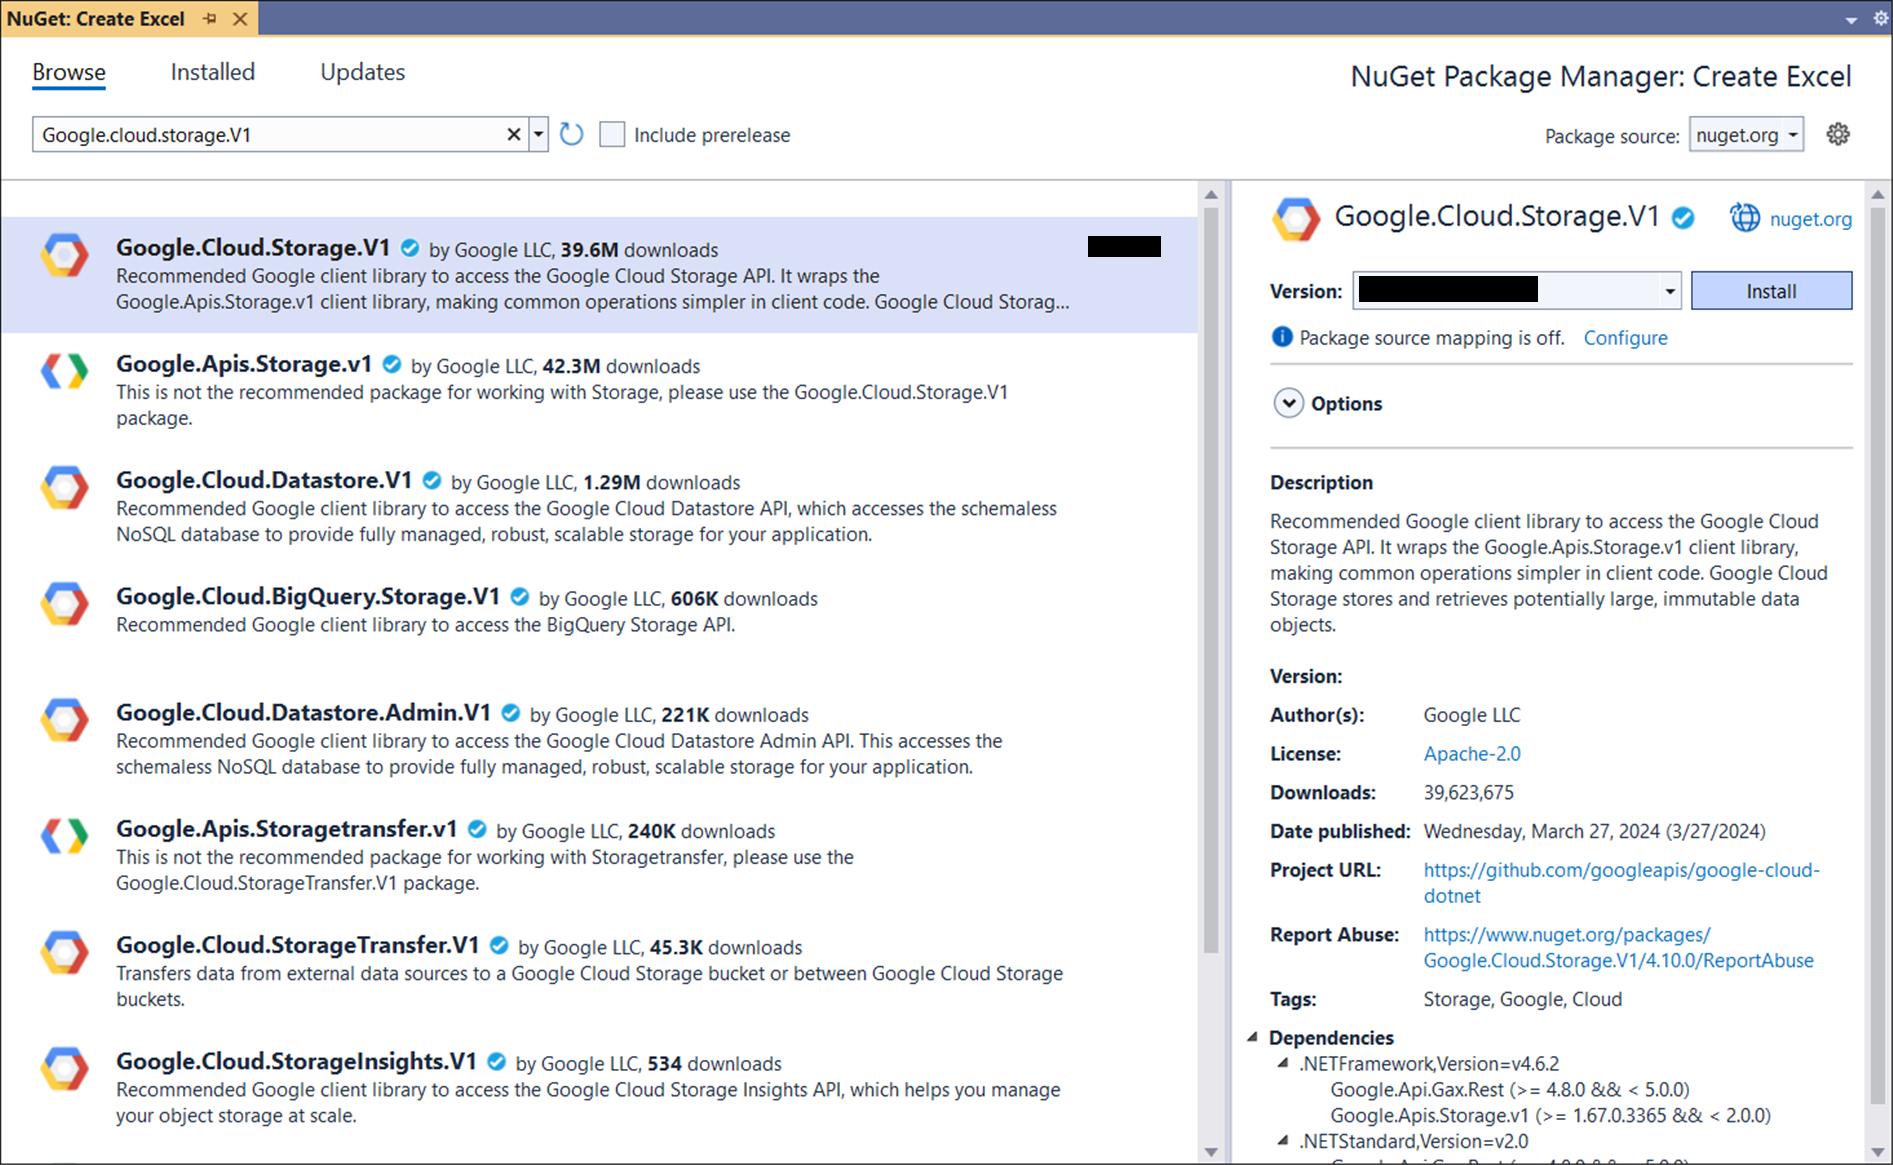 NuGet: Create Excel
Browse Installed Updates
NuGet Package Manager: Create Excel
Google.cloud.storage.V1
Include prerelease
Package source: nuget.org
Google.Cloud.Storage.V1 by Google LLC, 39.6M downloads
Recommended Google client library to access the Google Cloud Storage API. It wraps the
Google.Apis.Storage.v1 client library, making common operations simpler in client code. Google Cloud Storag...
Google.Apis.Storage.v1 by Google LLC, 42.3M downloads
This is not the recommended package for working with Storage, please use the Google.Cloud.Storage.V1
package.
Google.Cloud.Datastore.V1 by Google LLC, 1.29M downloads
Recommended Google client library to access the Google Cloud Datastore API, which accesses the schemaless
NoSQL database to provide fully managed, robust, scalable storage for your application.
Google.Cloud.BigQuery.Storage.V1 by Google LLC, 606K downloads
Recommended Google client library to access the BigQuery Storage API.
Google.Cloud.Datastore.Admin.V1 by Google LLC, 221K downloads
Recommended Google client library to access the Google Cloud Datastore Admin API. This accesses the
schemaless NoSQL database to provide fully managed, robust, scalable storage for your application.
Google.Apis.Storagetransfer.v1 by Google LLC, 240K downloads
This is not the recommended package for working with Storagetransfer, please use the
Google.Cloud.StorageTransfer.V1 package.
Google.Cloud.StorageTransfer.V1 by Google LLC, 45.3K downloads
Transfers data from external data sources to a Google Cloud Storage bucket or between Google Cloud Storage
buckets.
Google.Cloud.StorageInsights.V1 by Google LLC, 534 downloads
Recommended Google client library to access the Google Cloud Storage Insights API, which helps you manage
your object storage at scale.
Google.Cloud.Storage.V1
nuget.org
Version:
Install
Package source mapping is off. Configure
Options
Description
Recommended Google client library to access the Google Cloud
Storage API. It wraps the Google.Apis.Storage.v1 client library,
making common operations simpler in client code. Google Cloud
Storage stores and retrieves potentially large, immutable data
objects.
Version:
Author(s): Google LLC
License: Apache-2.0
Downloads: 39,623,675
Date published: Wednesday, March 27, 2024 (3/27/2024)
Project URL: https://github.com/googleapis/google-cloud-
dotnet
Report Abuse: https://www.nuget.org/packages/
Google.Cloud.Storage.V1/4.10.0/ReportAbuse
Tags: Storage, Google, Cloud
Dependencies
.NETFramework,Version=v4.6.2
Google.Api.Gax.Rest (>= 4.8.0 && < 5.0.0)
Google.Apis.Storage.v1 (>= 1.67.0.3365 && < 2.0.0)
.NETStandard,Version=v2.0